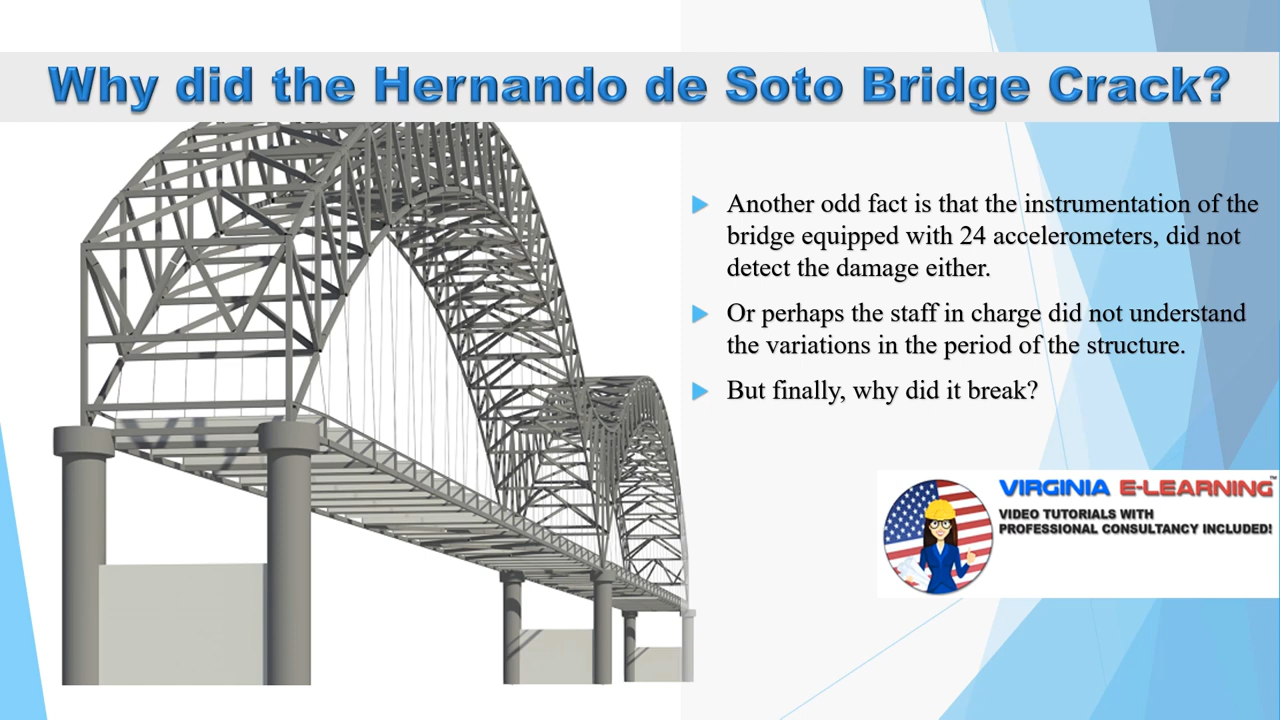 Why did the Hernando de Soto Bridge Crack?
Another odd fact is that the instrumentation of the
bridge equipped with 24 accelerometers, did not
detect the damage either.
Or perhaps the staff in charge did not understand
the variations in the period of the structure.
But finally, why did it break?
VIRGINIA E-LEARNING™
VIDEO TUTORIALS WITH
PROFESSIONAL CONSULTANCY INCLUDED!